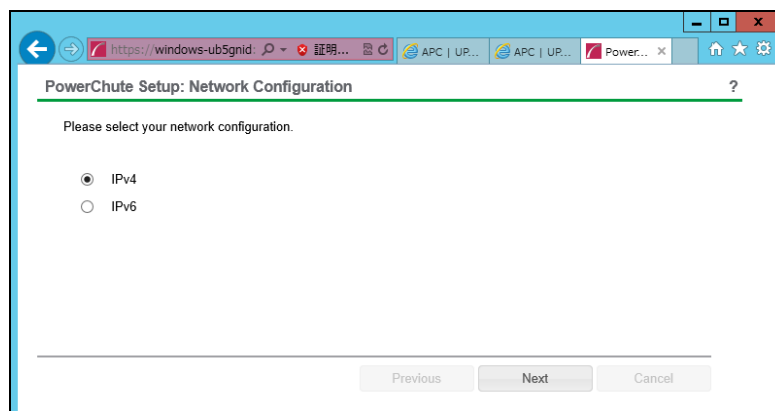 https://windows-ub5gnid: 証明... APC | UP... APC | UP... Power...
PowerChute Setup: Network Configuration ?
Please select your network configuration.
IPv4
IPv6
Previous Next Cancel